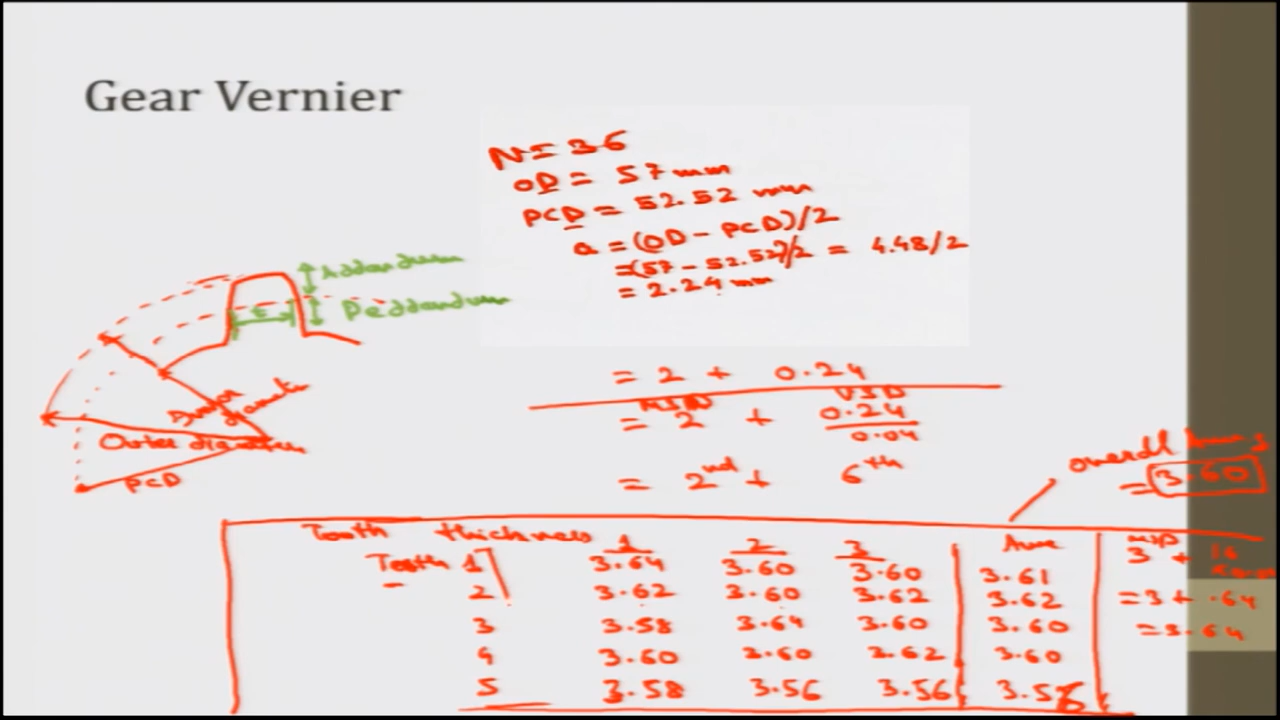 Gear Vernier
N = 36
OD = 57 mm
PCD = 52.52 mm
a = (OD - PCD)/2
= (57 - 52.52)/2 = 4.48/2
= 2.24 mm
Addendum
Deddendum
t
diameter
Outer diameter
PCD
= 2 + 0.24
MSD VSD
= 2 + 0.24
0.04
= 2nd + 6th
overall
= 3.60
Tooth thickness 1 2 3 Ave MSD
Tooth 1 3.64 3.60 3.60 3.61 3 + 16
2 3.62 3.60 3.62 3.62 = 3 + .64
3 3.58 3.64 3.60 3.60 = 3.64
4 3.60 3.60 3.62 3.60
5 3.58 3.56 3.56 3.56